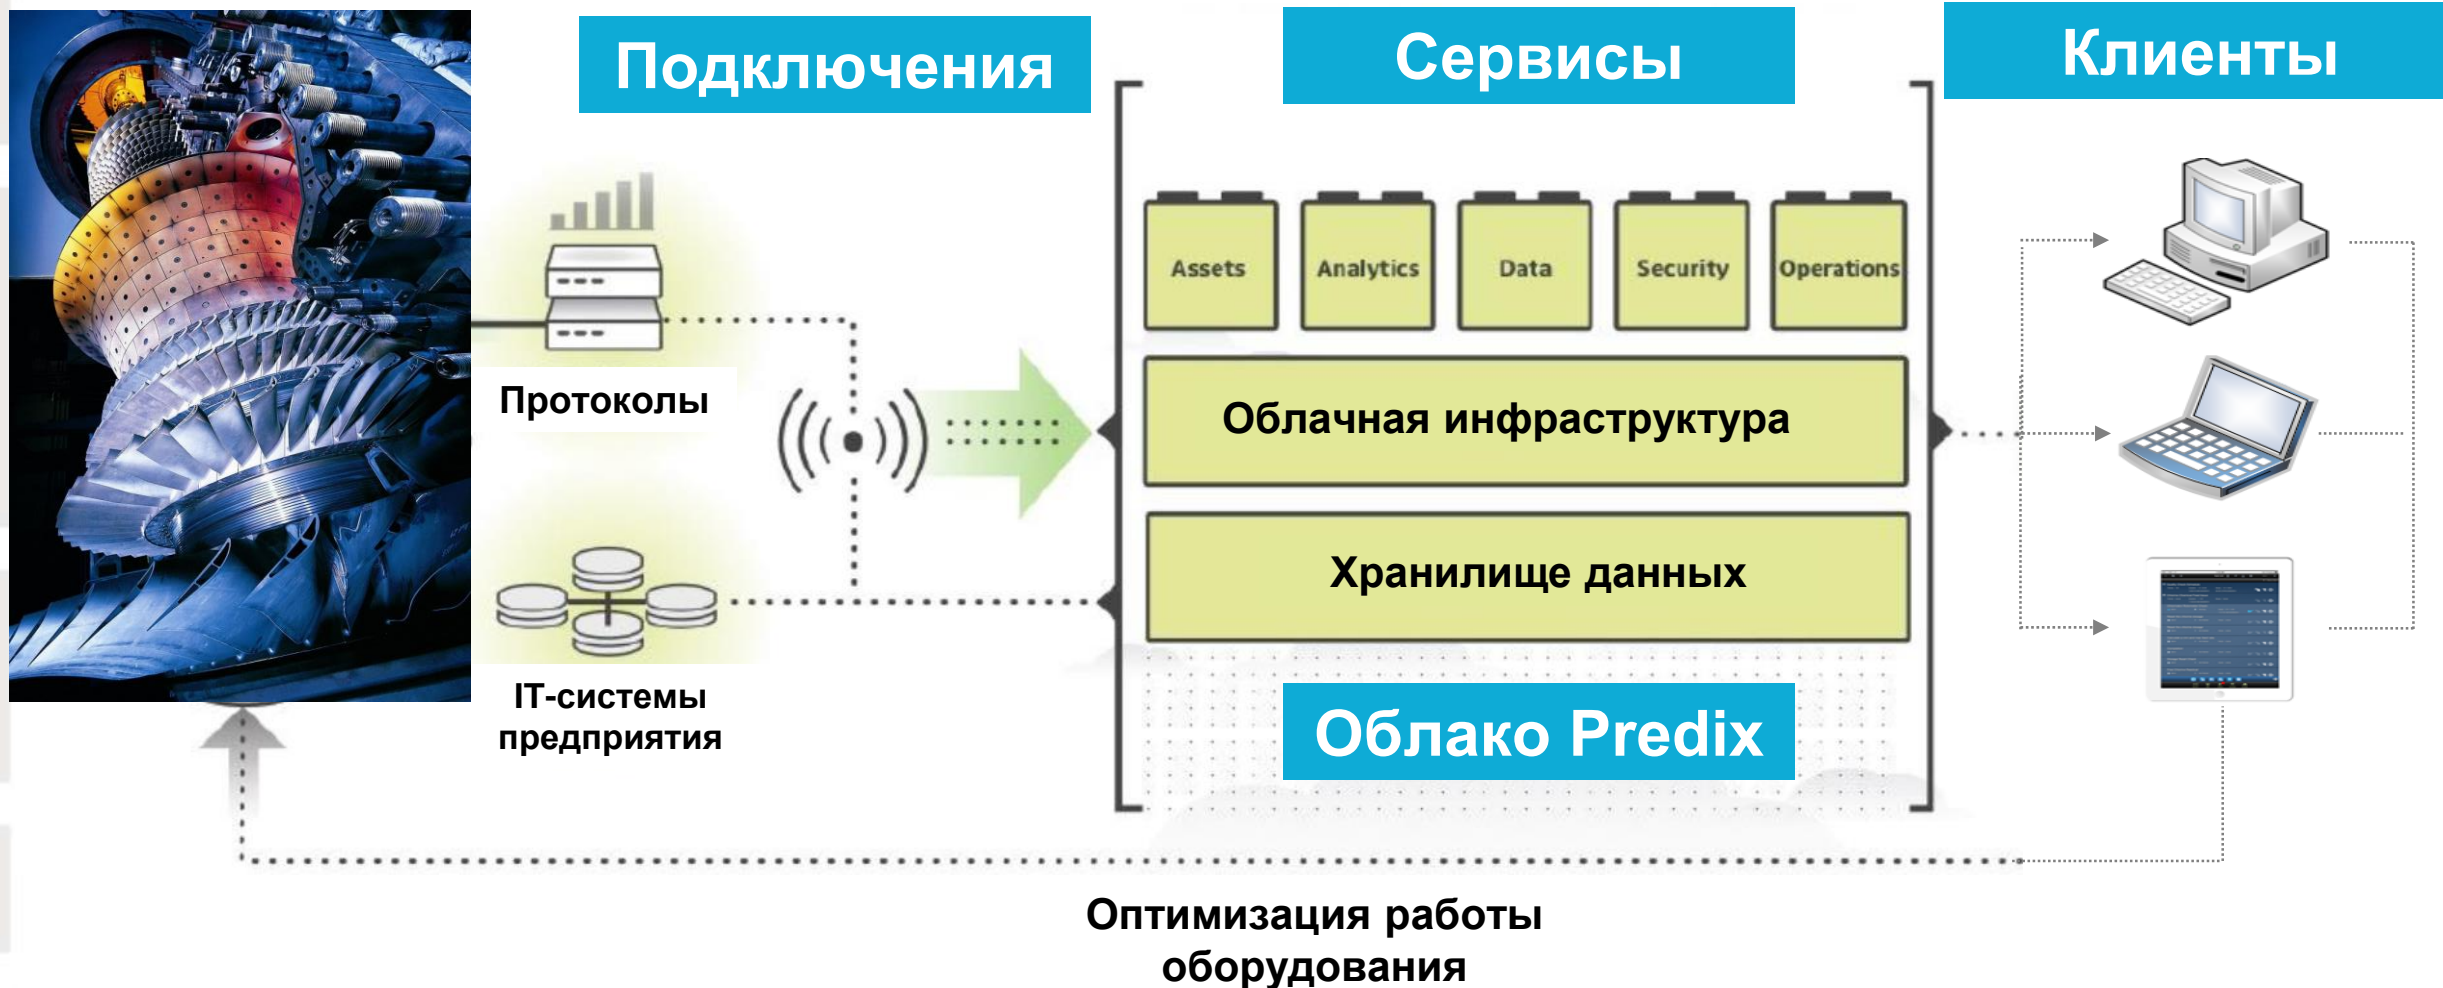 Подключения
Сервисы
Клиенты
Assets
Analytics
Data
Security
Operations
Протоколы
Облачная инфраструктура
Хранилище данных
IT-системы
предприятия
Облако Predix
Оптимизация работы
оборудования